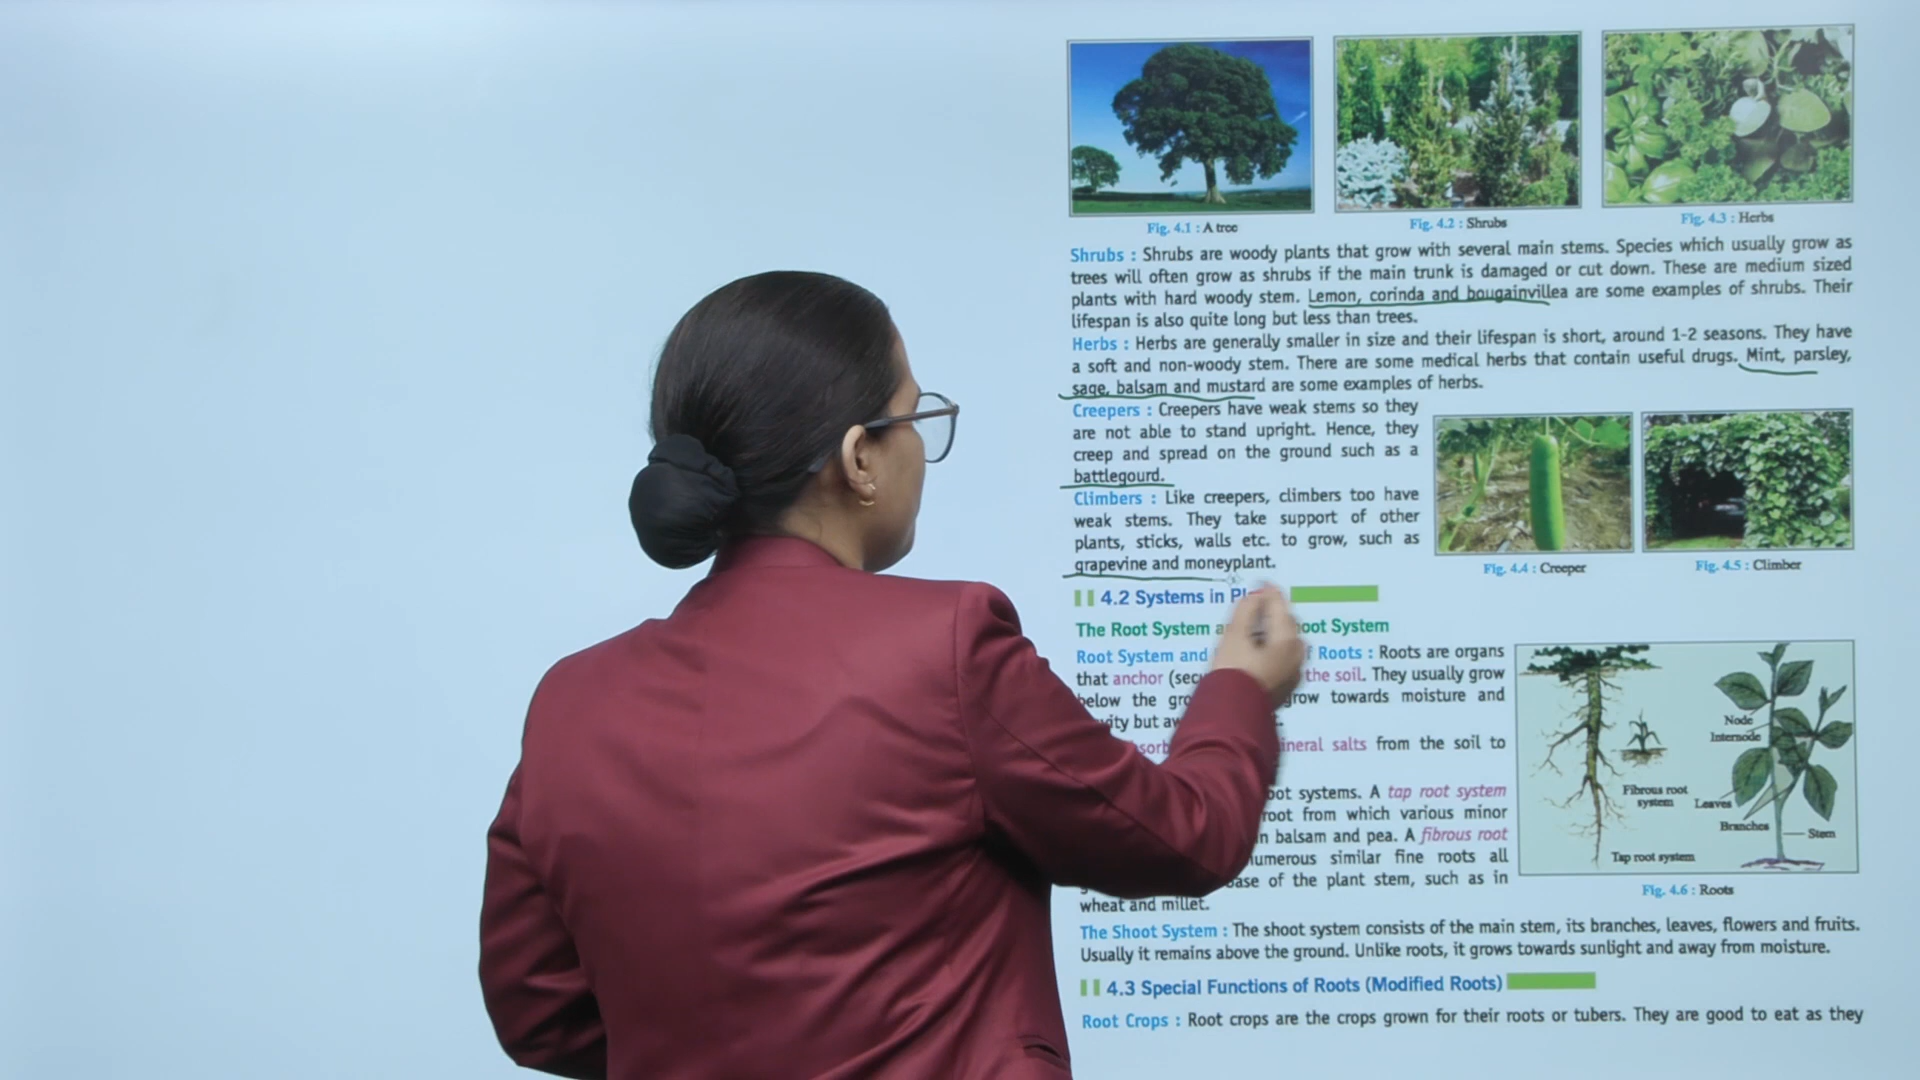 Fig. 4.1 : A tree
Fig. 4.2 : Shrubs
Fig. 4.3 : Herbs
Shrubs : Shrubs are woody plants that grow with several main stems. Species which usually grow as
trees will often grow as shrubs if the main trunk is damaged or cut down. These are medium sized
plants with hard woody stem. Lemon, corinda and bougainvillea are some examples of shrubs. Their
lifespan is also quite long but less than trees.
Herbs : Herbs are generally smaller in size and their lifespan is short, around 1-2 seasons. They have
a soft and non-woody stem. There are some medical herbs that contain useful drugs. Mint, parsley,
sage, balsam and mustard are some examples of herbs.
Creepers : Creepers have weak stems so they
are not able to stand upright. Hence, they
creep and spread on the ground such as a
battlegourd.
Climbers : Like creepers, climbers too have
weak stems. They take support of other
plants, sticks, walls etc. to grow, such as
grapevine and moneyplant.
Fig. 4.4 : Creeper
Fig. 4.5 : Climber
4.2 Systems in
The Root System System
Root System and Roots : Roots are organs
that anchor the soil. They usually grow
below the grow towards moisture and
but
salts from the soil to
systems. A tap root system
root from which various minor
in balsam and pea. A fibrous root
numerous similar fine roots all
base of the plant stem, such as in
wheat and millet.
Node
Internode
Fibrous root
system
Leaves
Branches
Stem
Tap root system
Fig. 4.6 : Roots
The Shoot System : The shoot system consists of the main stem, its branches, leaves, flowers and fruits.
Usually it remains above the ground. Unlike roots, it grows towards sunlight and away from moisture.
4.3 Special Functions of Roots (Modified Roots)
Root Crops : Root crops are the crops grown for their roots or tubers. They are good to eat as they